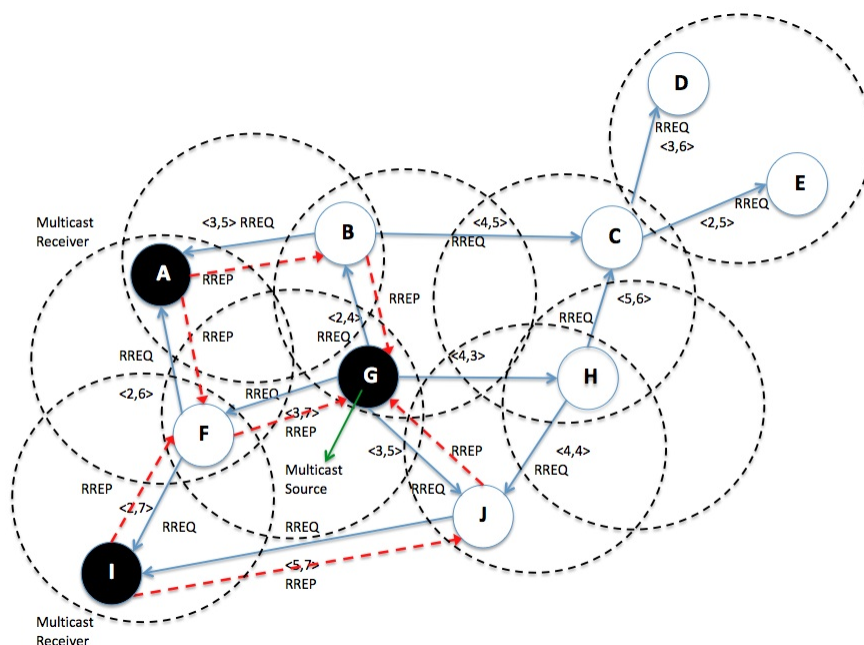 D
RREQ
<3,6>
E
RREQ
<2,5>
Multicast
Receiver
<3,5> RREQ
B
<4,5>
RREQ
C
A
RREP
RREP
<5,6>
RREQ
<2,4>
RREQ
RREP
RREQ
<4,3>
G
H
<2,6>
RREQ
<3,7>
RREP
F
<3,5>
RREP
<4,4>
RREQ
Multicast
Source
RREP
<2,7>
RREQ
RREQ
RREQ
J
I
<5,7>
RREP
Multicast
Receiver